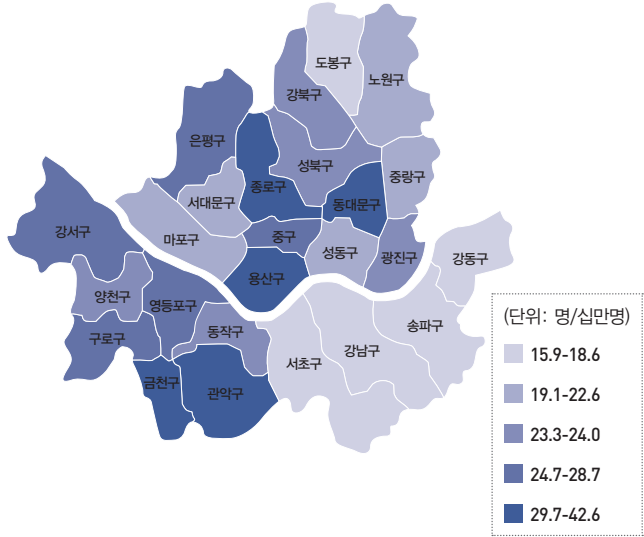 도봉구
노원구
강북구
은평구
성북구
중랑구
종로구
서대문구
동대문구
강서구
마포구
중구
성동구
광진구
강동구
용산구
양천구
영등포구
동작구
구로구
송파구
서초구
강남구
금천구
관악구
(단위: 명/십만명)
15.9-18.6
19.1-22.6
23.3-24.0
24.7-28.7
29.7-42.6